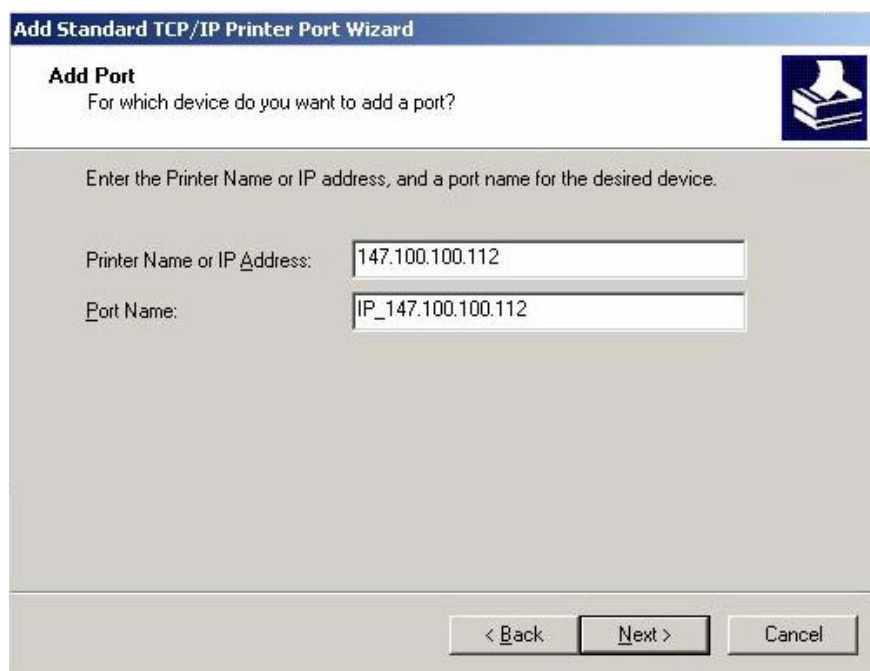 Add Standard TCP/IP Printer Port Wizard
Add Port
For which device do you want to add a port?
Enter the Printer Name or IP address, and a port name for the desired device.
Printer Name or IP Address: 147.100.100.112
Port Name: IP_147.100.100.112
< Back Next > Cancel